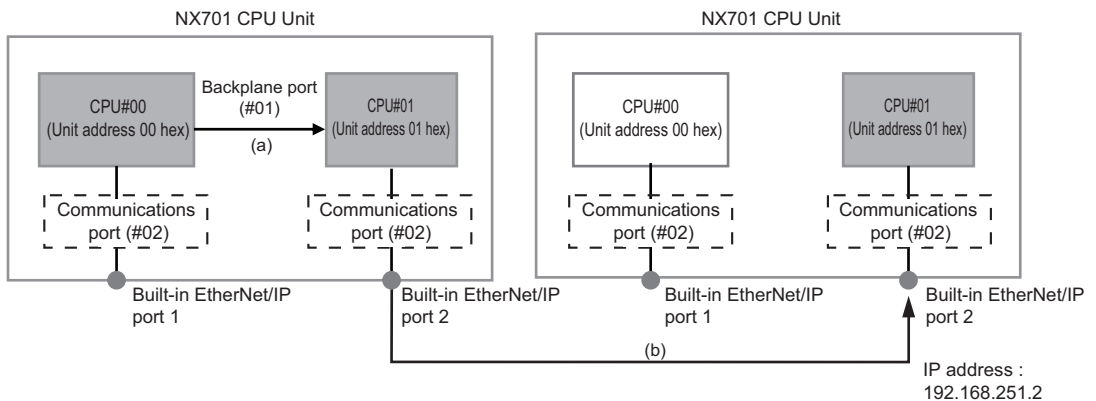 NX701 CPU Unit
NX701 CPU Unit
CPU#00
(Unit address 00 hex)
Backplane port
(#01)
(a)
CPU#01
(Unit address 01 hex)
CPU#00
(Unit address 00 hex)
CPU#01
(Unit address 01 hex)
Communications
port (#02)
Communications
port (#02)
Communications
port (#02)
Communications
port (#02)
Built-in EtherNet/IP
port 1
Built-in EtherNet/IP
port 2
Built-in EtherNet/IP
port 1
Built-in EtherNet/IP
port 2
(b)
IP address :
192.168.251.2